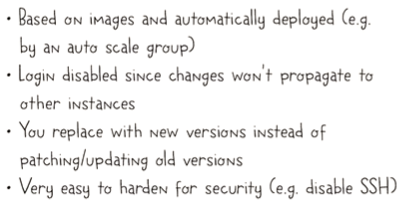 • Based on images and automatically deployed (e.g.
by an auto scale group)
• Login disabled since changes won't propagate to
other instances
• You replace with new versions instead of
patching/updating old versions
• Very easy to harden for security (e.g. disable SSH)